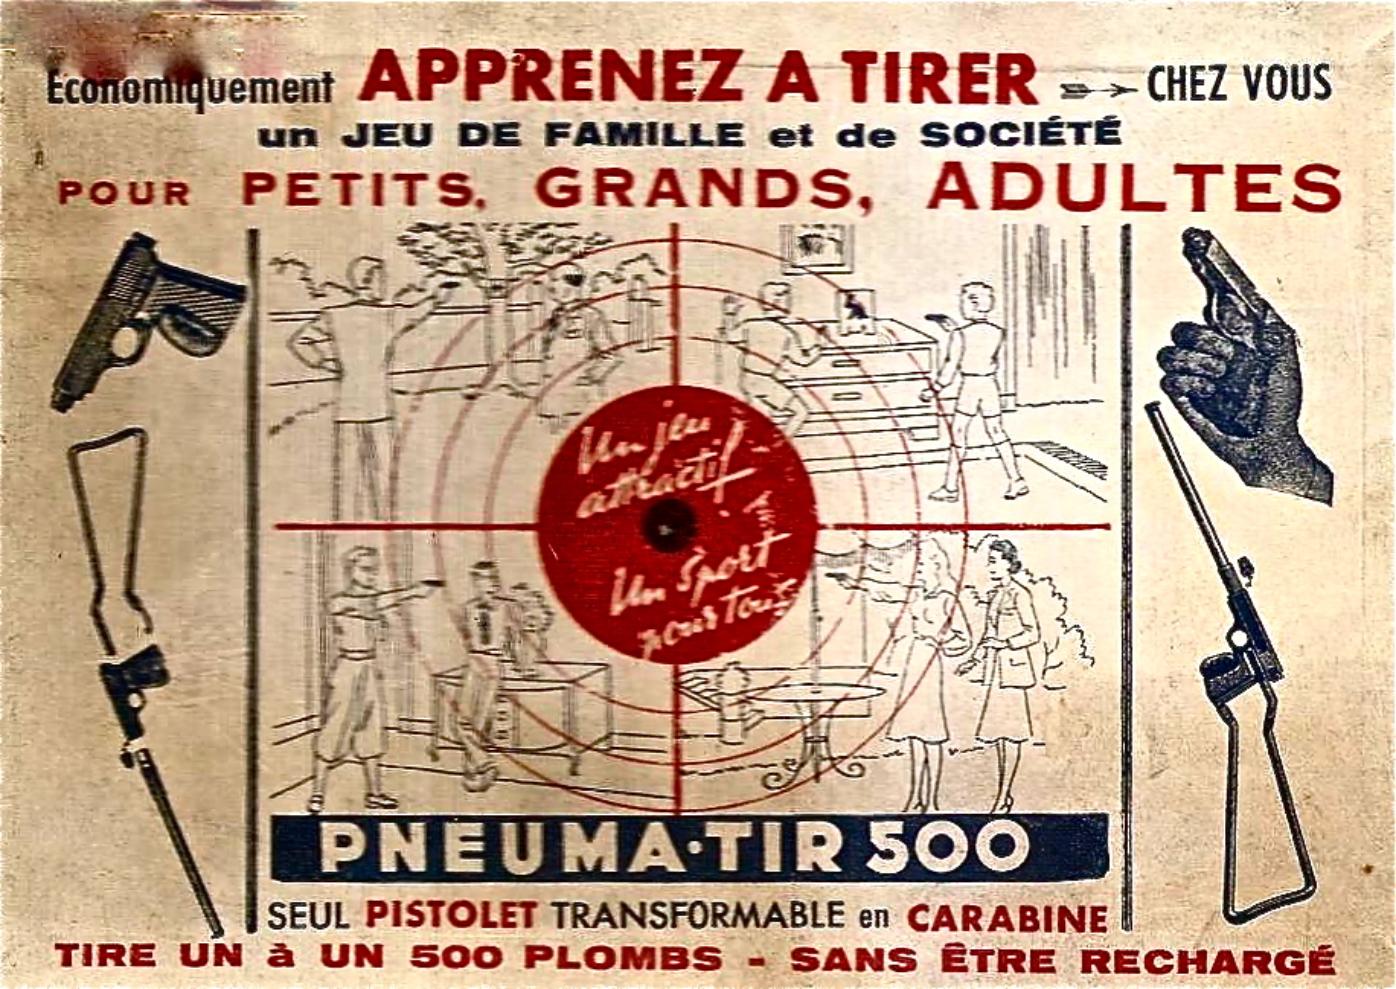 Economiquement APPRENEZ A TIRER CHEZ VOUS
un JEU DE FAMILLE et de SOCIÉTÉ
POUR PETITS, GRANDS, ADULTES
Un jeu
attractif
Un Sport
pour tous
PNEUMA·TIR 500
SEUL PISTOLET TRANSFORMABLE en CARABINE
TIRE UN à UN 500 PLOMBS - SANS ÊTRE RECHARGÉ